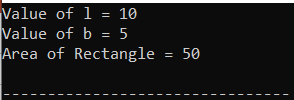 Value of l = 10
Value of b = 5
Area of Rectangle = 50
--------------------------------